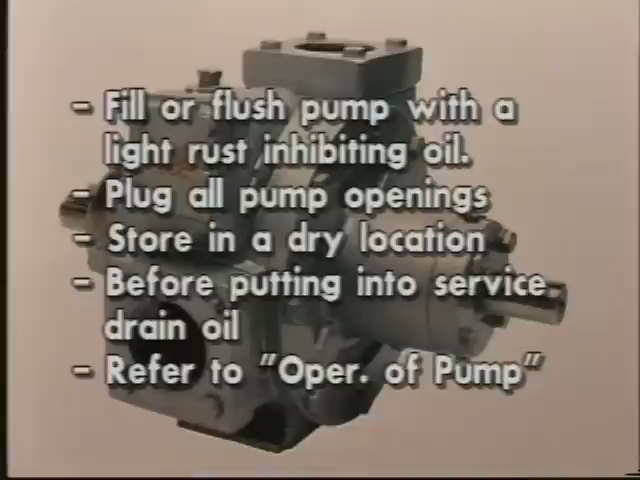 - Fill or flush pump with a
light rust inhibiting oil.
- Plug all pump openings
- Store in a dry location
- Before putting into service
drain oil
- Refer to "Oper. of Pump"